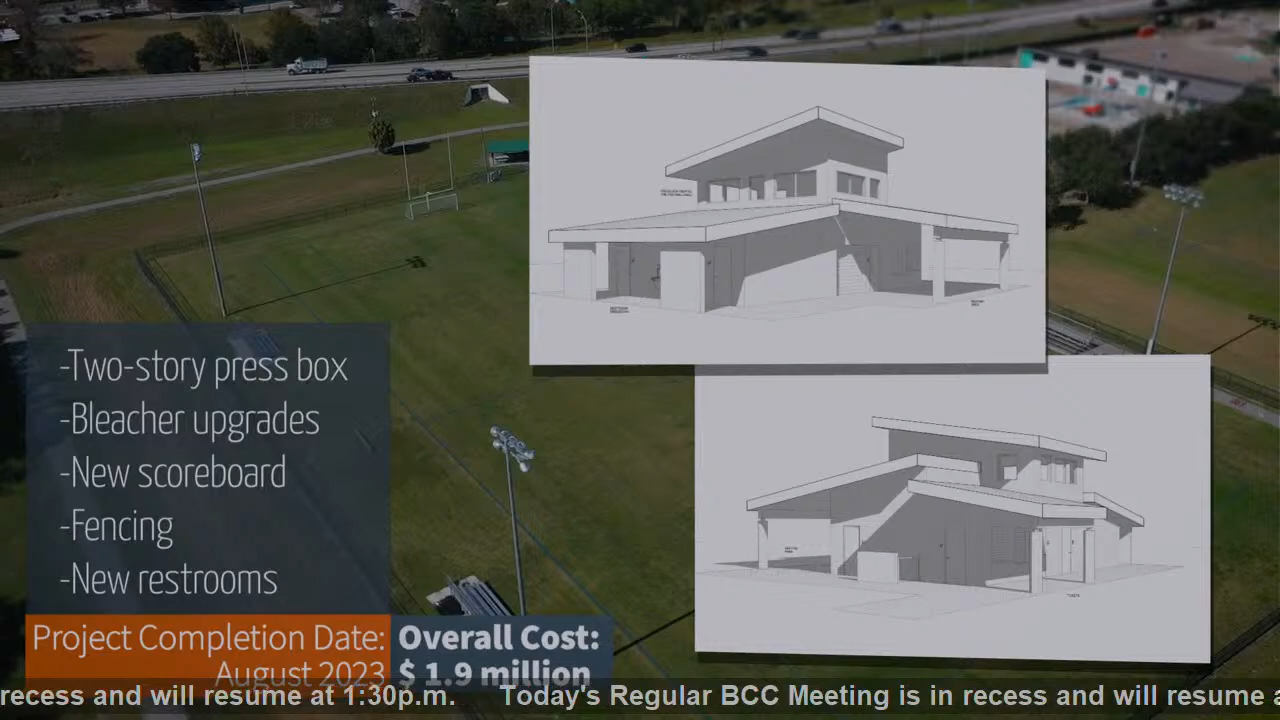 -Two-story press box
-Bleacher upgrades
-New scoreboard
-Fencing
-New restrooms
Project Completion Date:
August 2023
Overall Cost:
$ 1.9 million
recess and will resume at 1:30p.m. Today's Regular BCC Meeting is in recess and will resume a